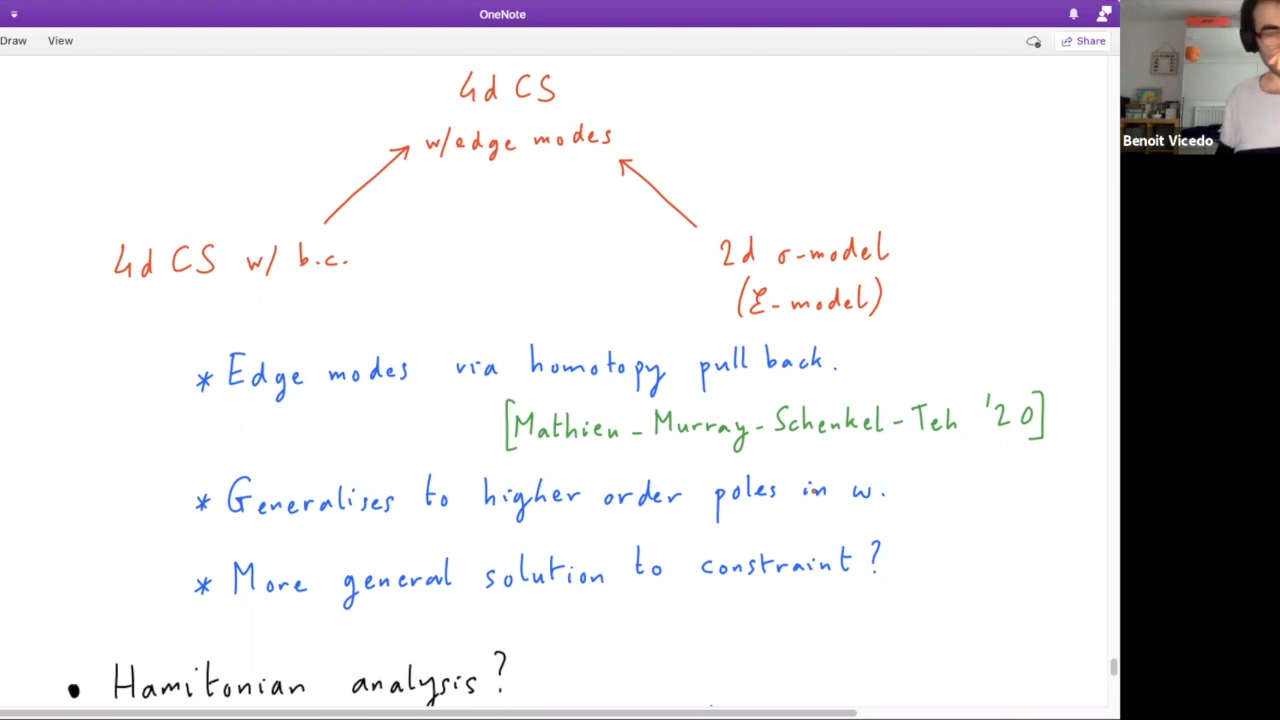 OneNote
Draw View
Share
4d CS
w/edge modes
Benoit Vicedo
4d CS w/ b.c.
2d σ-model
(ℰ-model)
* Edge modes via homotopy pull back.
[Mathieu-Murray-Schenkel-Teh '20]
* Generalises to higher order poles in ω.
* More general solution to constraint?
• Hamitonian analysis?